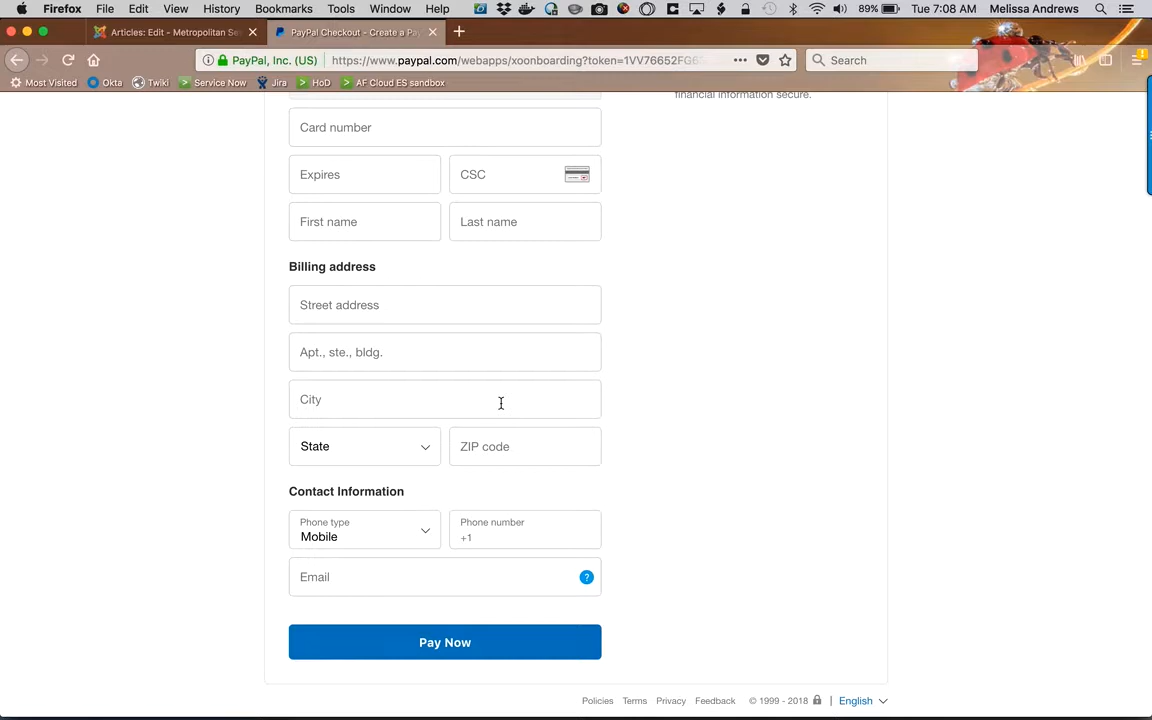 Firefox File Edit View History Bookmarks Tools Window Help 89% Tue 7:08 AM Melissa Andrews
Articles: Edit - Metropolitan Se PayPal Checkout - Create a Pa
PayPal, Inc. (US) https://www.paypal.com/webapps/xoonboarding?token=1VV76652FG6 Search
Most Visited Okta Twiki Service Now Jira HoD AF Cloud ES sandbox
financial information secure.
Card number
Expires CSC
First name Last name
Billing address
Street address
Apt., ste., bldg.
City
State ZIP code
Contact Information
Phone type Phone number
Mobile +1
Email ?
Pay Now
Policies Terms Privacy Feedback © 1999 - 2018 | English